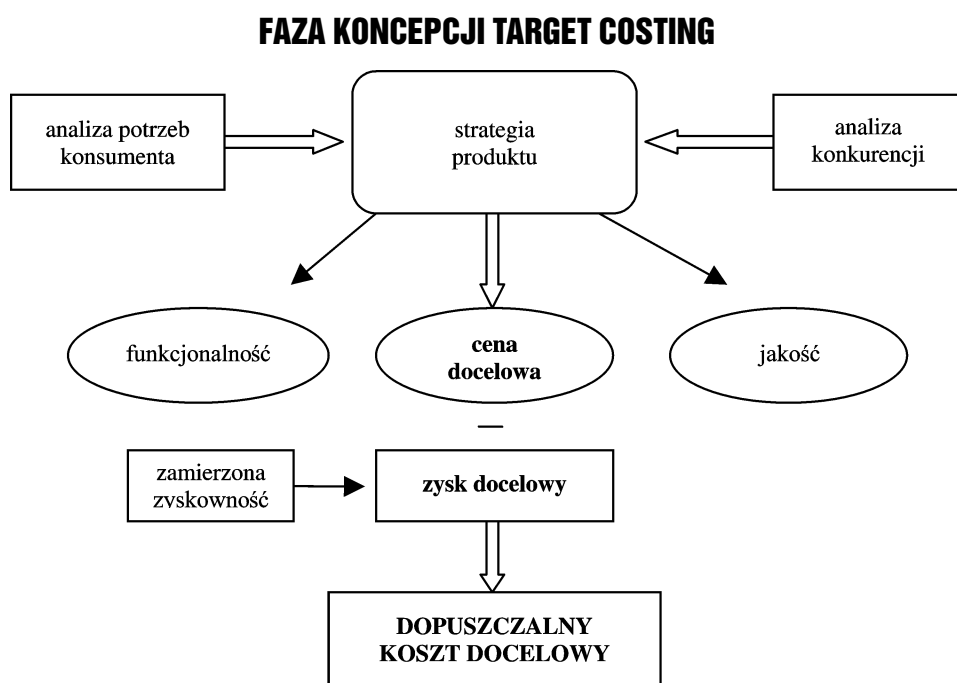 FAZA KONCEPCJI TARGET COSTING
analiza potrzeb
konsumenta
strategia
produktu
analiza
konkurencji
funkcjonalność
cena
docelowa
jakość
—
zamierzona
zyskowność
zysk docelowy
DOPUSZCZALNY
KOSZT DOCELOWY